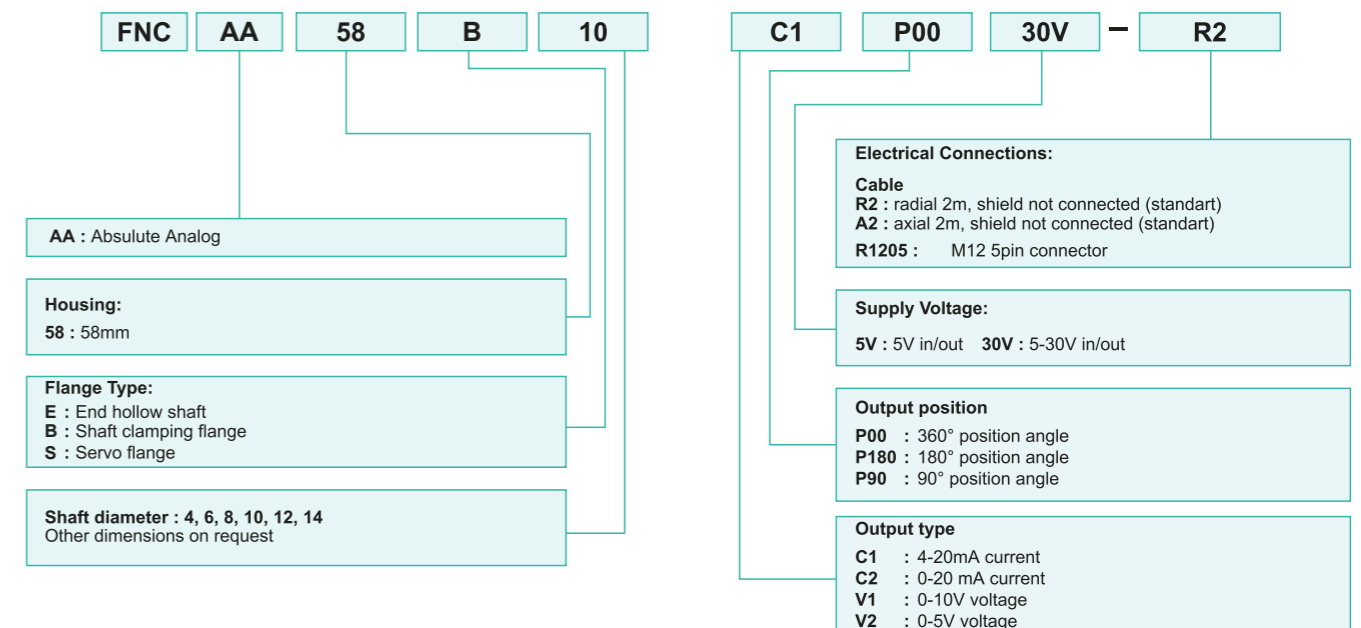 FNC AA 58 B 10 C1 P00 30V – R2
AA : Absulute Analog
Housing:
58 : 58mm
Flange Type:
E : End hollow shaft
B : Shaft clamping flange
S : Servo flange
Shaft diameter : 4, 6, 8, 10, 12, 14
Other dimensions on request
Electrical Connections:
Cable
R2 : radial 2m, shield not connected (standart)
A2 : axial 2m, shield not connected (standart)
R1205 : M12 5pin connector
Supply Voltage:
5V : 5V in/out 30V : 5-30V in/out
Output position
P00 : 360° position angle
P180 : 180° position angle
P90 : 90° position angle
Output type
C1 : 4-20mA current
C2 : 0-20 mA current
V1 : 0-10V voltage
V2 : 0-5V voltage